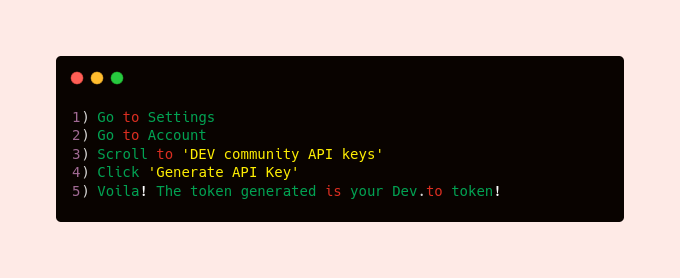 1) Go to Settings
2) Go to Account
3) Scroll to 'DEV community API keys'
4) Click 'Generate API Key'
5) Voila! The token generated is your Dev.to token!